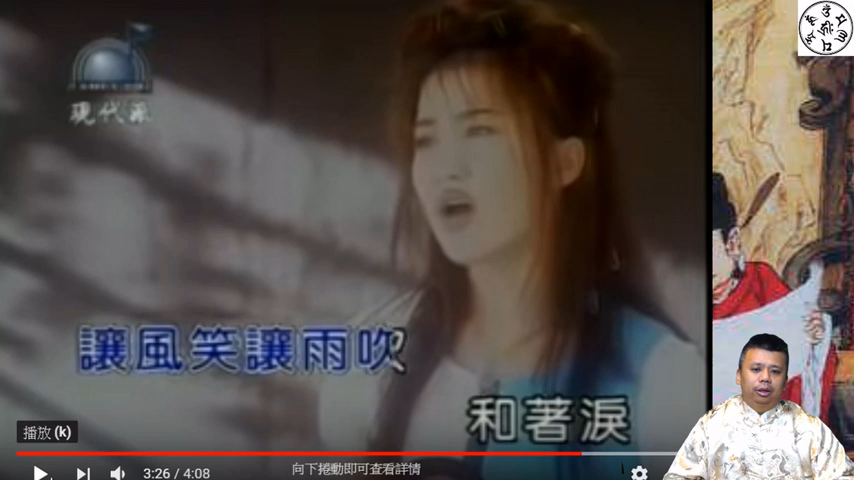 現代派
讓風笑讓雨吹
和著淚
播放 (k)
3:26 / 4:08
向下捲動即可查看詳情